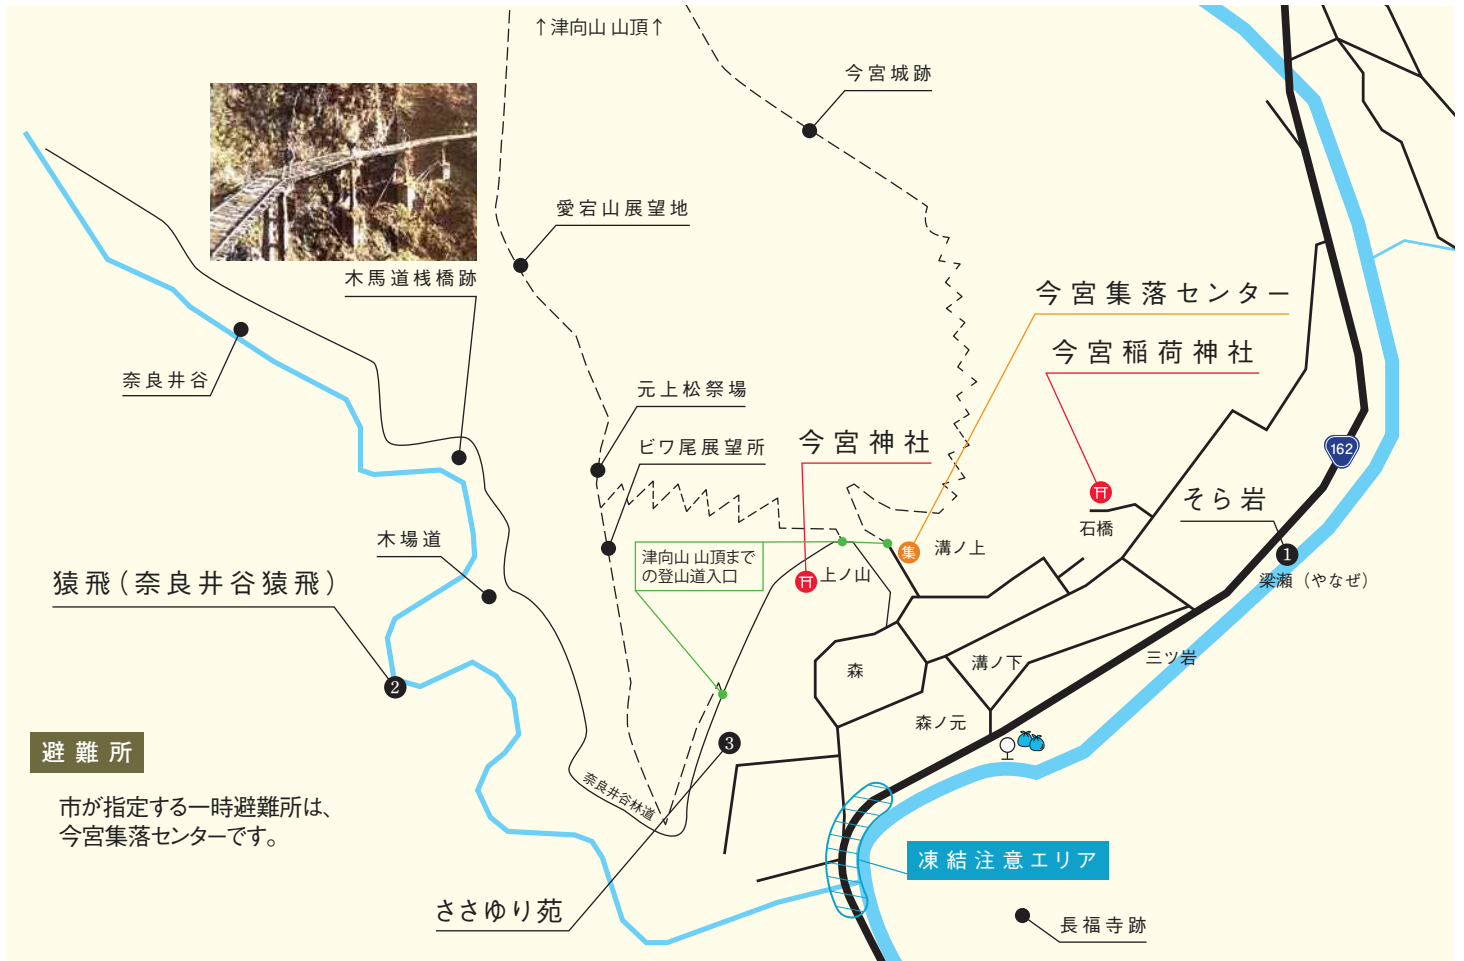 ↑津向山 山頂↑
今宮城跡
愛宕山展望地
木馬道桟橋跡
今宮集落センター
今宮稲荷神社
奈良井谷
元上松祭場
ビワ尾展望所
今宮神社
162
そら岩
石橋
木場道
津向山 山頂まで
の登山道入口
集
溝ノ上
1
梁瀬（やなぜ）
上ノ山
猿飛（奈良井谷猿飛）
2
森
溝ノ下
三ツ岩
森ノ元
3
避難所
市が指定する一時避難所は、
今宮集落センターです。
奈良井谷林道
凍結注意エリア
ささゆり苑
長福寺跡